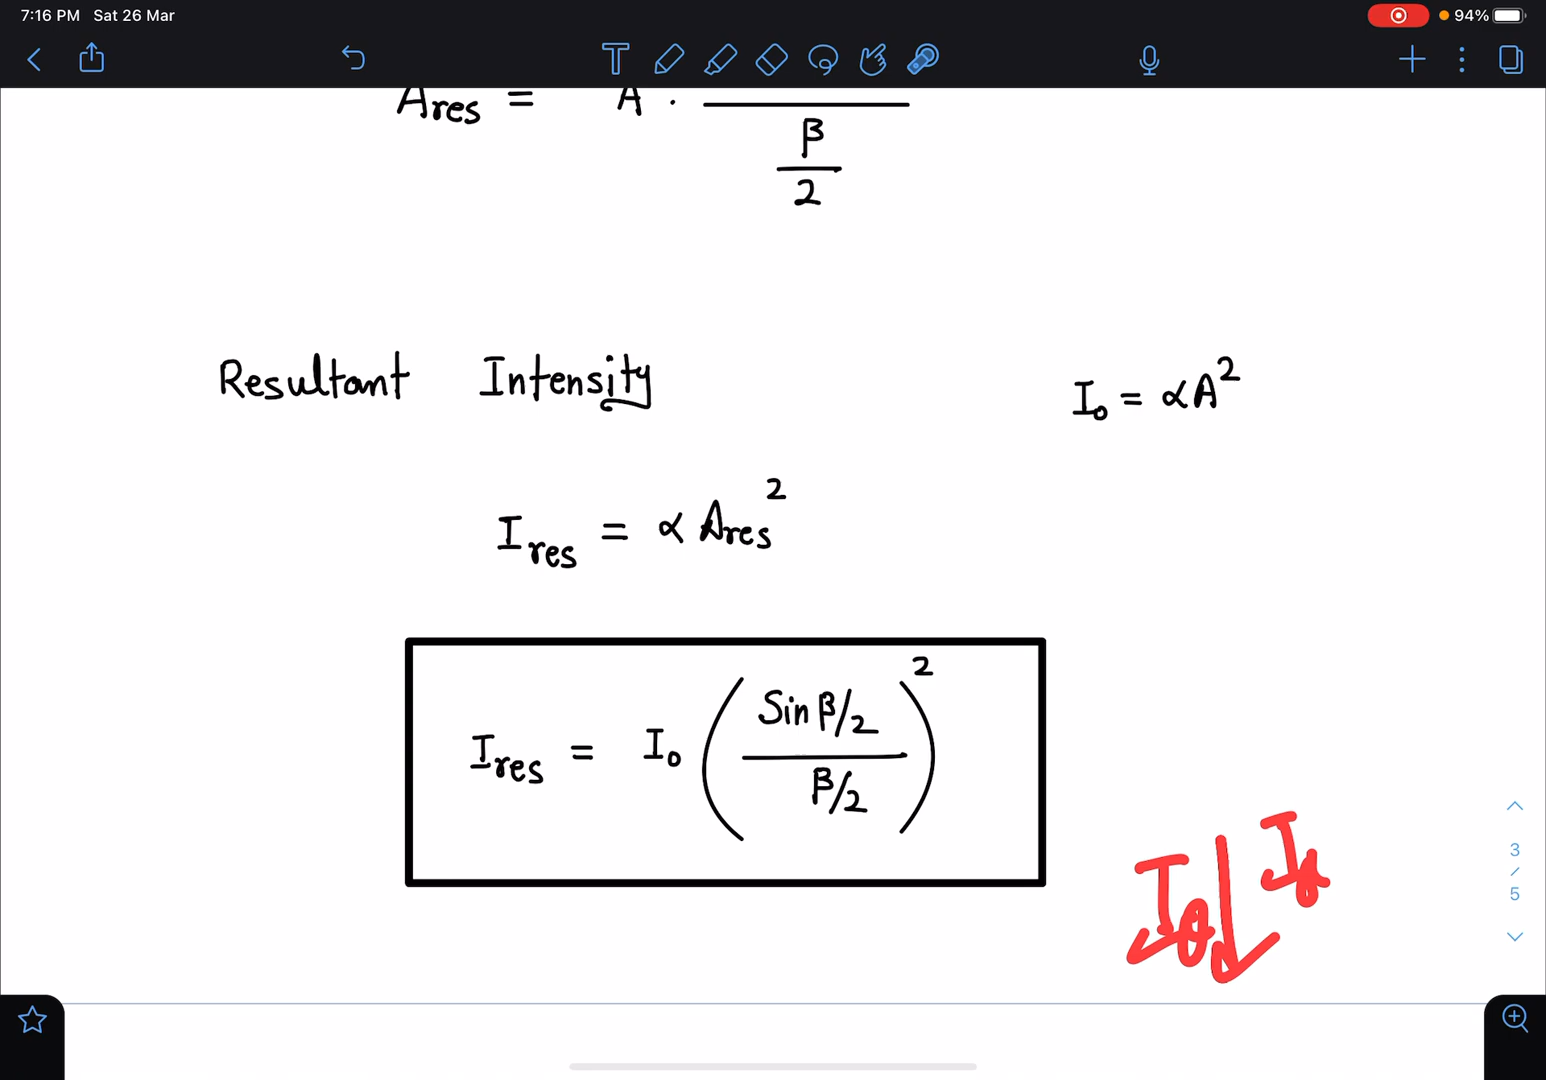 7:16 PM Sat 26 Mar
94%
T
Ares = A .
β
2
Resultant Intensity
I₀ = αA²
Ires = α Ares²
Ires = I₀ ( Sin β/2 / β/2 )²
Iθ
3
/
5